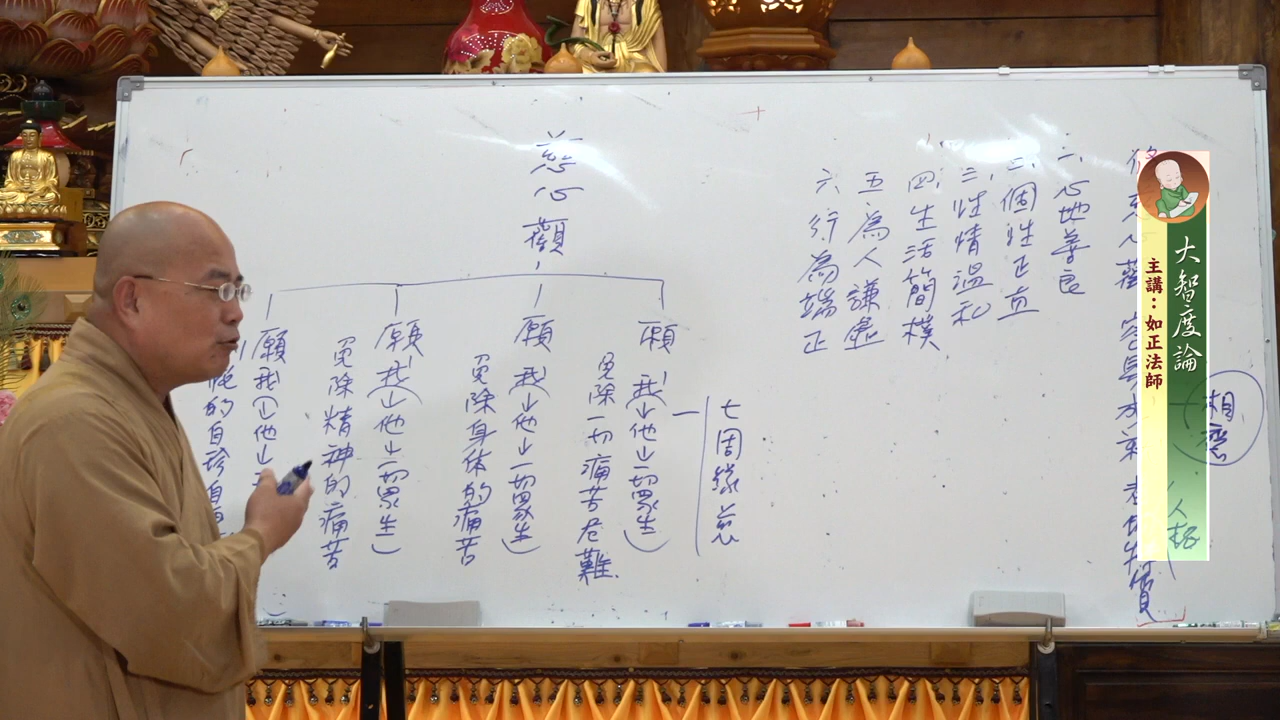 大智度論
主講：如正法師
一、心地善良
二、個性正直
三、性情溫和
四、生活簡樸
五、為人謙虛
六、行為端正
七周緣慈
慈心觀
願我(↓他↓一切眾生)
免除一切痛苦危難.
願我(↓他↓一切眾生)
免除身体的痛苦
願我(↓他↓一切眾生)
免除精神的痛苦
願我(↓他↓